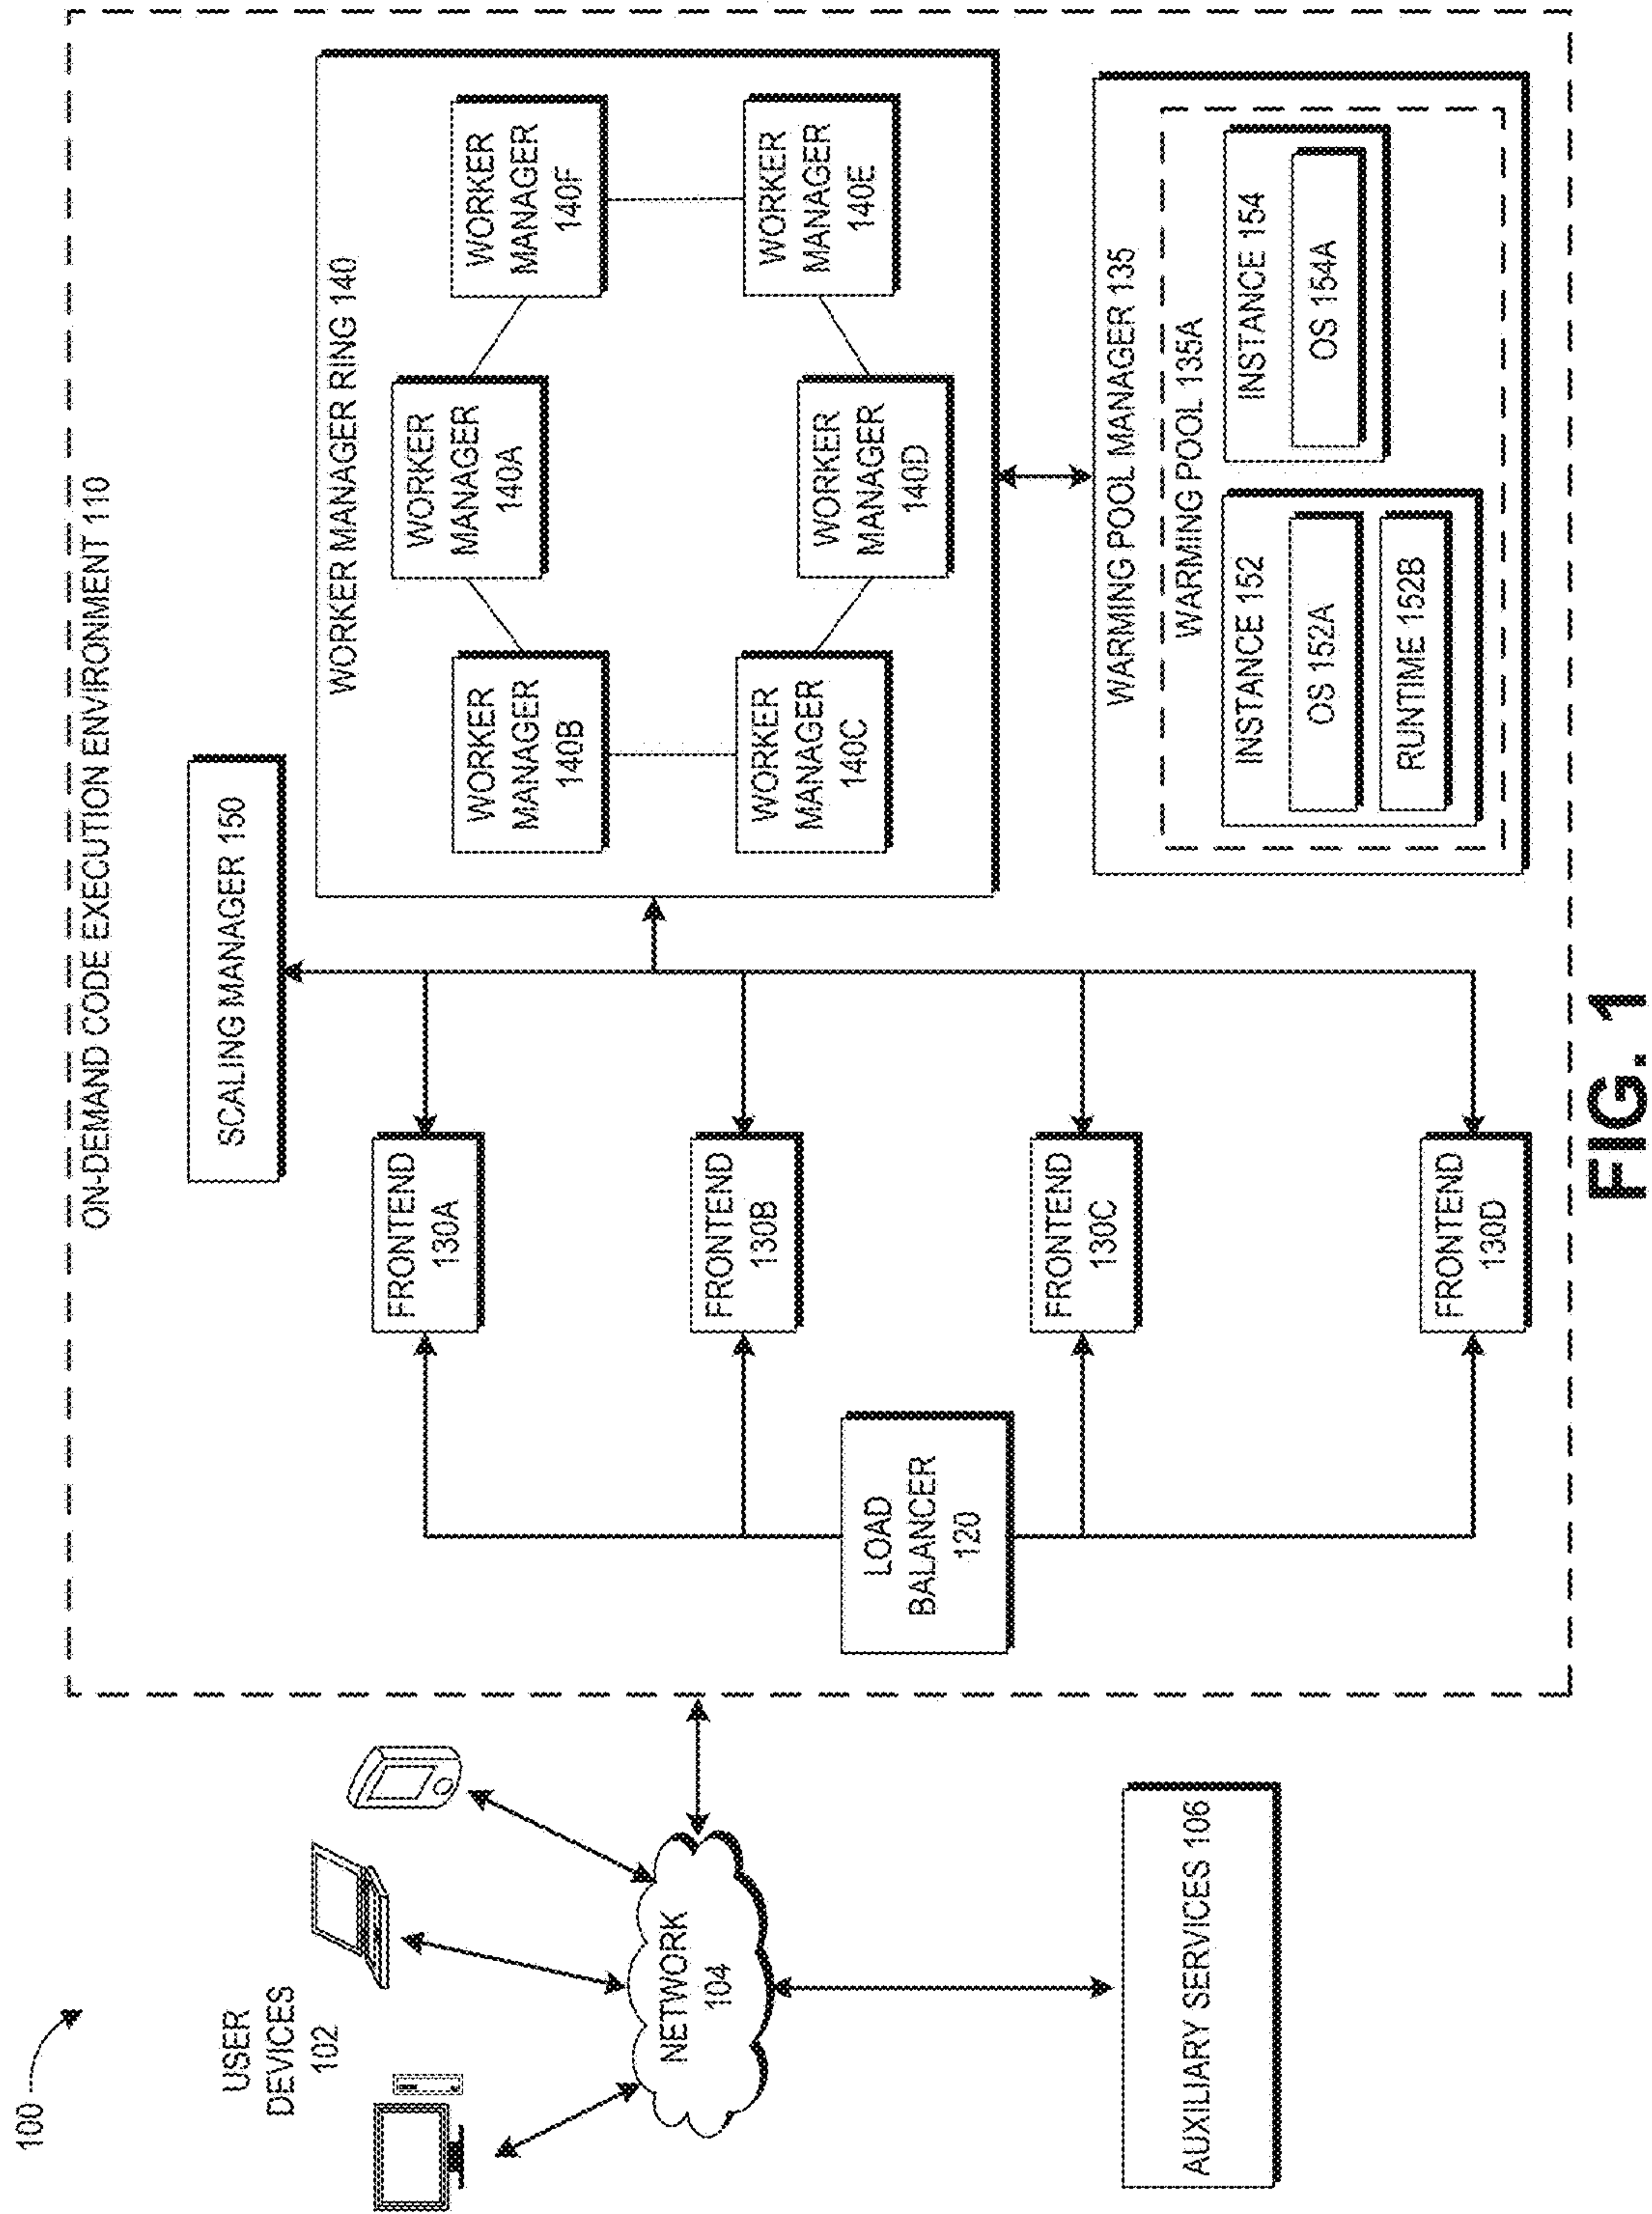 100
USER
DEVICES
102
NETWORK
104
AUXILIARY SERVICES 106
ON-DEMAND CODE EXECUTION ENVIRONMENT 110
LOAD
BALANCER
120
FRONTEND
130A
FRONTEND
130B
FRONTEND
130C
FRONTEND
130D
SCALING MANAGER 150
WORKER MANAGER RING 140
WORKER
MANAGER
140A
WORKER
MANAGER
140B
WORKER
MANAGER
140C
WORKER
MANAGER
140D
WORKER
MANAGER
140E
WORKER
MANAGER
140F
WARMING POOL MANAGER 135
WARMING POOL 135A
INSTANCE 152
OS 152A
RUNTIME 152B
INSTANCE 154
OS 154A
FIG. 1